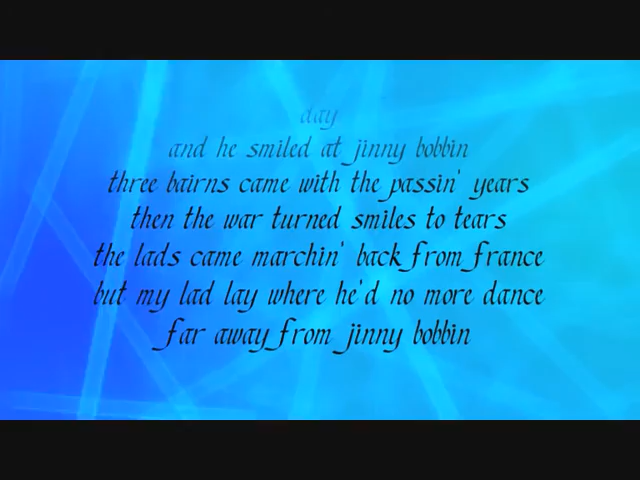 day
and he smiled at jinny bobbin
three bairns came with the passin' years
then the war turned smiles to tears
the lads came marchin' back from france
but my lad lay where he'd no more dance
far away from jinny bobbin